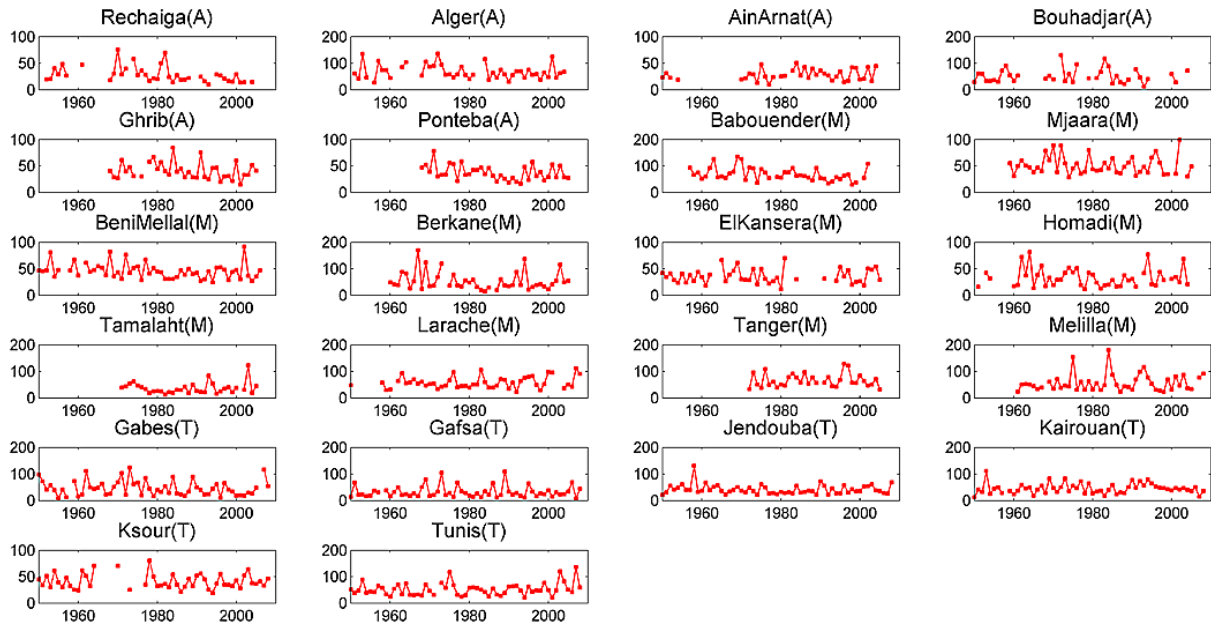 Rechaiga(A) Alger(A) AinArnat(A) Bouhadjar(A)
100 200 100 200
50 100 50 100
0 0 0 0
1960 1980 2000 1960 1980 2000 1960 1980 2000 1960 1980 2000
Ghrib(A) Ponteba(A) Babouender(M) Mjaara(M)
100 100 200 100
50 50 100 50
0 0 0 0
1960 1980 2000 1960 1980 2000 1960 1980 2000 1960 1980 2000
BeniMellal(M) Berkane(M) ElKansera(M) Homadi(M)
100 200 100 100
50 100 50 50
0 0 0 0
1960 1980 2000 1960 1980 2000 1960 1980 2000 1960 1980 2000
Tamalaht(M) Larache(M) Tanger(M) Melilla(M)
200 200 200 200
100 100 100 100
0 0 0 0
1960 1980 2000 1960 1980 2000 1960 1980 2000 1960 1980 2000
Gabes(T) Gafsa(T) Jendouba(T) Kairouan(T)
200 200 200 200
100 100 100 100
0 0 0 0
1960 1980 2000 1960 1980 2000 1960 1980 2000 1960 1980 2000
Ksour(T) Tunis(T)
100 200
50 100
0 0
1960 1980 2000 1960 1980 2000